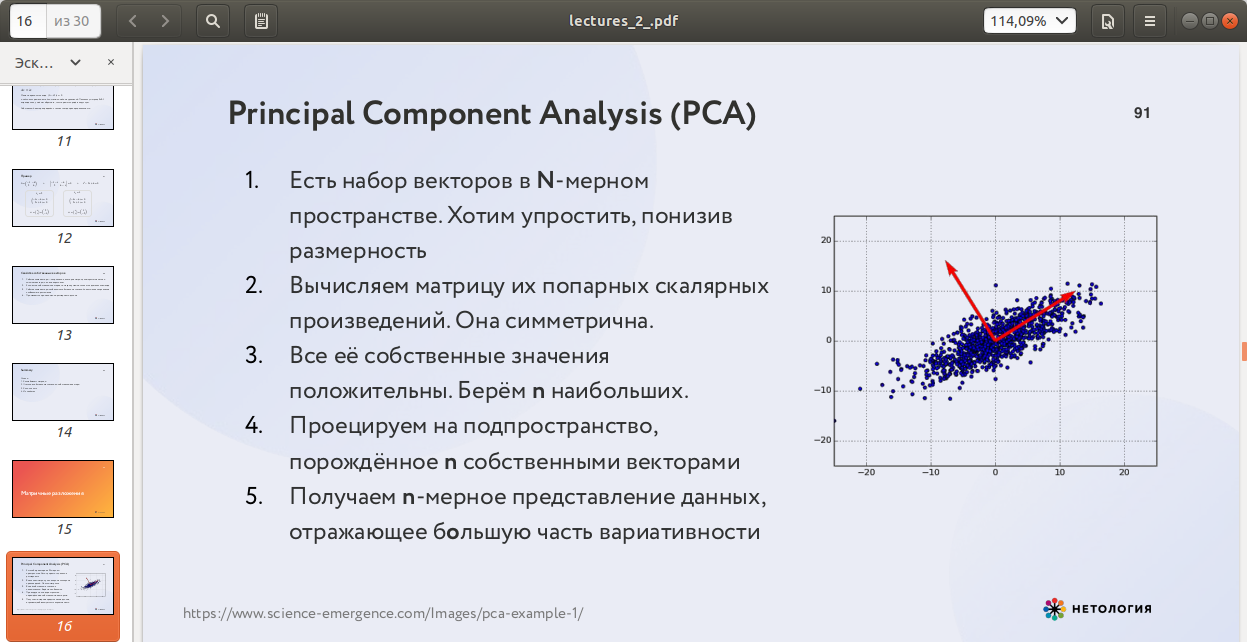 16 из 30
lectures_2_.pdf
114,09%
Эск...
11
12
13
14
Матричные разложения
15
16
Principal Component Analysis (PCA)
91
1. Есть набор векторов в N-мерном
пространстве. Хотим упростить, понизив
размерность
2. Вычисляем матрицу их попарных скалярных
произведений. Она симметрична.
3. Все её собственные значения
положительны. Берём n наибольших.
4. Проецируем на подпространство,
порождённое n собственными векторами
5. Получаем n-мерное представление данных,
отражающее большую часть вариативности
20
10
0
−10
−20
−20 −10 0 10 20
https://www.science-emergence.com/Images/pca-example-1/
НЕТОЛОГИЯ